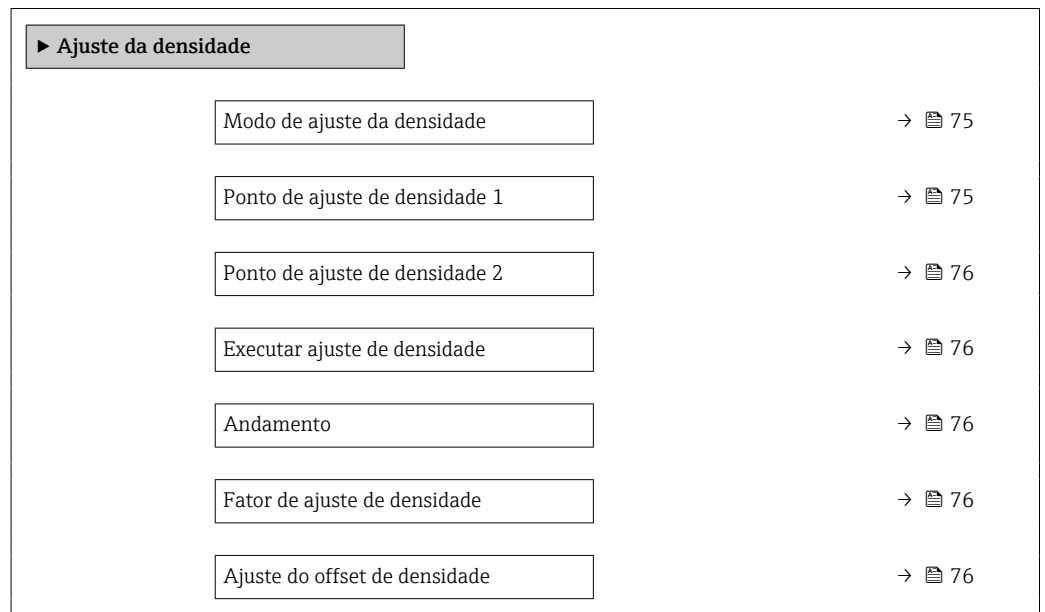 ▶ Ajuste da densidade
Modo de ajuste da densidade → 75
Ponto de ajuste de densidade 1 → 75
Ponto de ajuste de densidade 2 → 76
Executar ajuste de densidade → 76
Andamento → 76
Fator de ajuste de densidade → 76
Ajuste do offset de densidade → 76